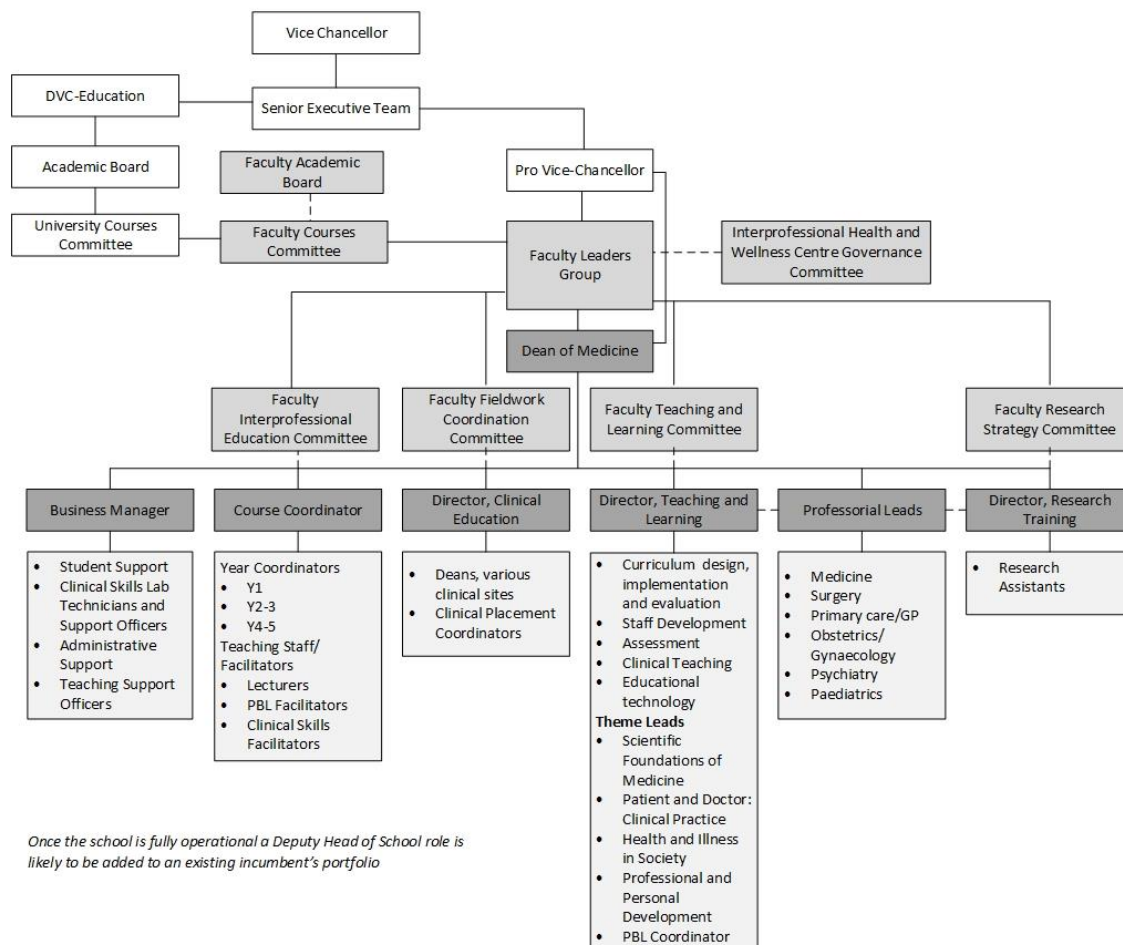 Vice Chancellor
DVC-Education
Senior Executive Team
Academic Board
Faculty Academic
Board
Pro Vice-Chancellor
University Courses
Committee
Faculty Courses
Committee
Faculty Leaders
Group
Interprofessional Health and
Wellness Centre Governance
Committee
Dean of Medicine
Faculty
Interprofessional
Education Committee
Faculty Fieldwork
Coordination
Committee
Faculty Teaching and
Learning Committee
Faculty Research
Strategy Committee
Business Manager
Course Coordinator
Director, Clinical
Education
Director, Teaching and
Learning
Professorial Leads
Director, Research
Training
• Student Support
• Clinical Skills Lab
Technicians and
Support Officers
• Administrative
Support
• Teaching Support
Officers
Year Coordinators
• Y1
• Y2-3
• Y4-5
Teaching Staff/
Facilitators
• Lecturers
• PBL Facilitators
• Clinical Skills
Facilitators
• Deans, various
clinical sites
• Clinical Placement
Coordinators
• Curriculum design,
implementation
and evaluation
• Staff Development
• Assessment
• Clinical Teaching
• Educational
technology
Theme Leads
• Scientific
Foundations of
Medicine
• Patient and Doctor:
Clinical Practice
• Health and Illness
in Society
• Professional and
Personal
Development
• PBL Coordinator
• Medicine
• Surgery
• Primary care/GP
• Obstetrics/
Gynaecology
• Psychiatry
• Paediatrics
• Research
Assistants
Once the school is fully operational a Deputy Head of School role is
likely to be added to an existing incumbent's portfolio